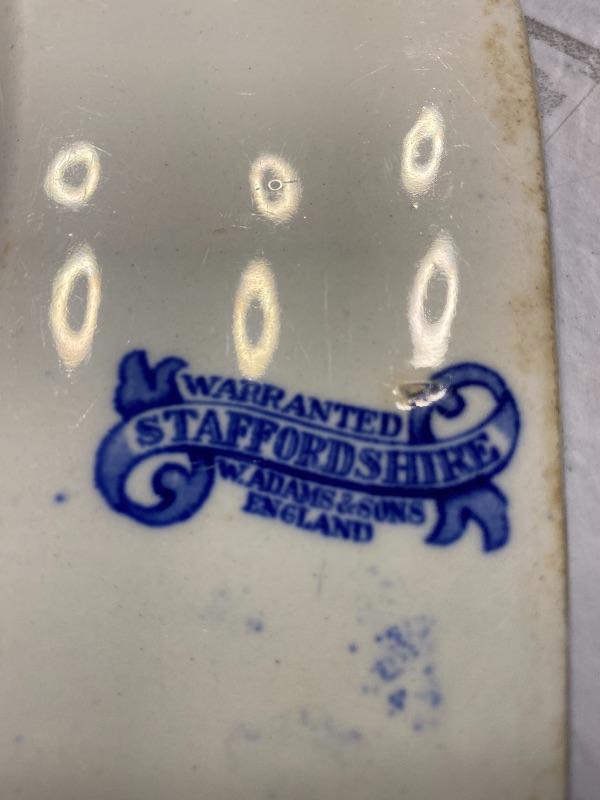 WARRANTED
STAFFORDSHIRE
W. ADAMS & SONS
ENGLAND